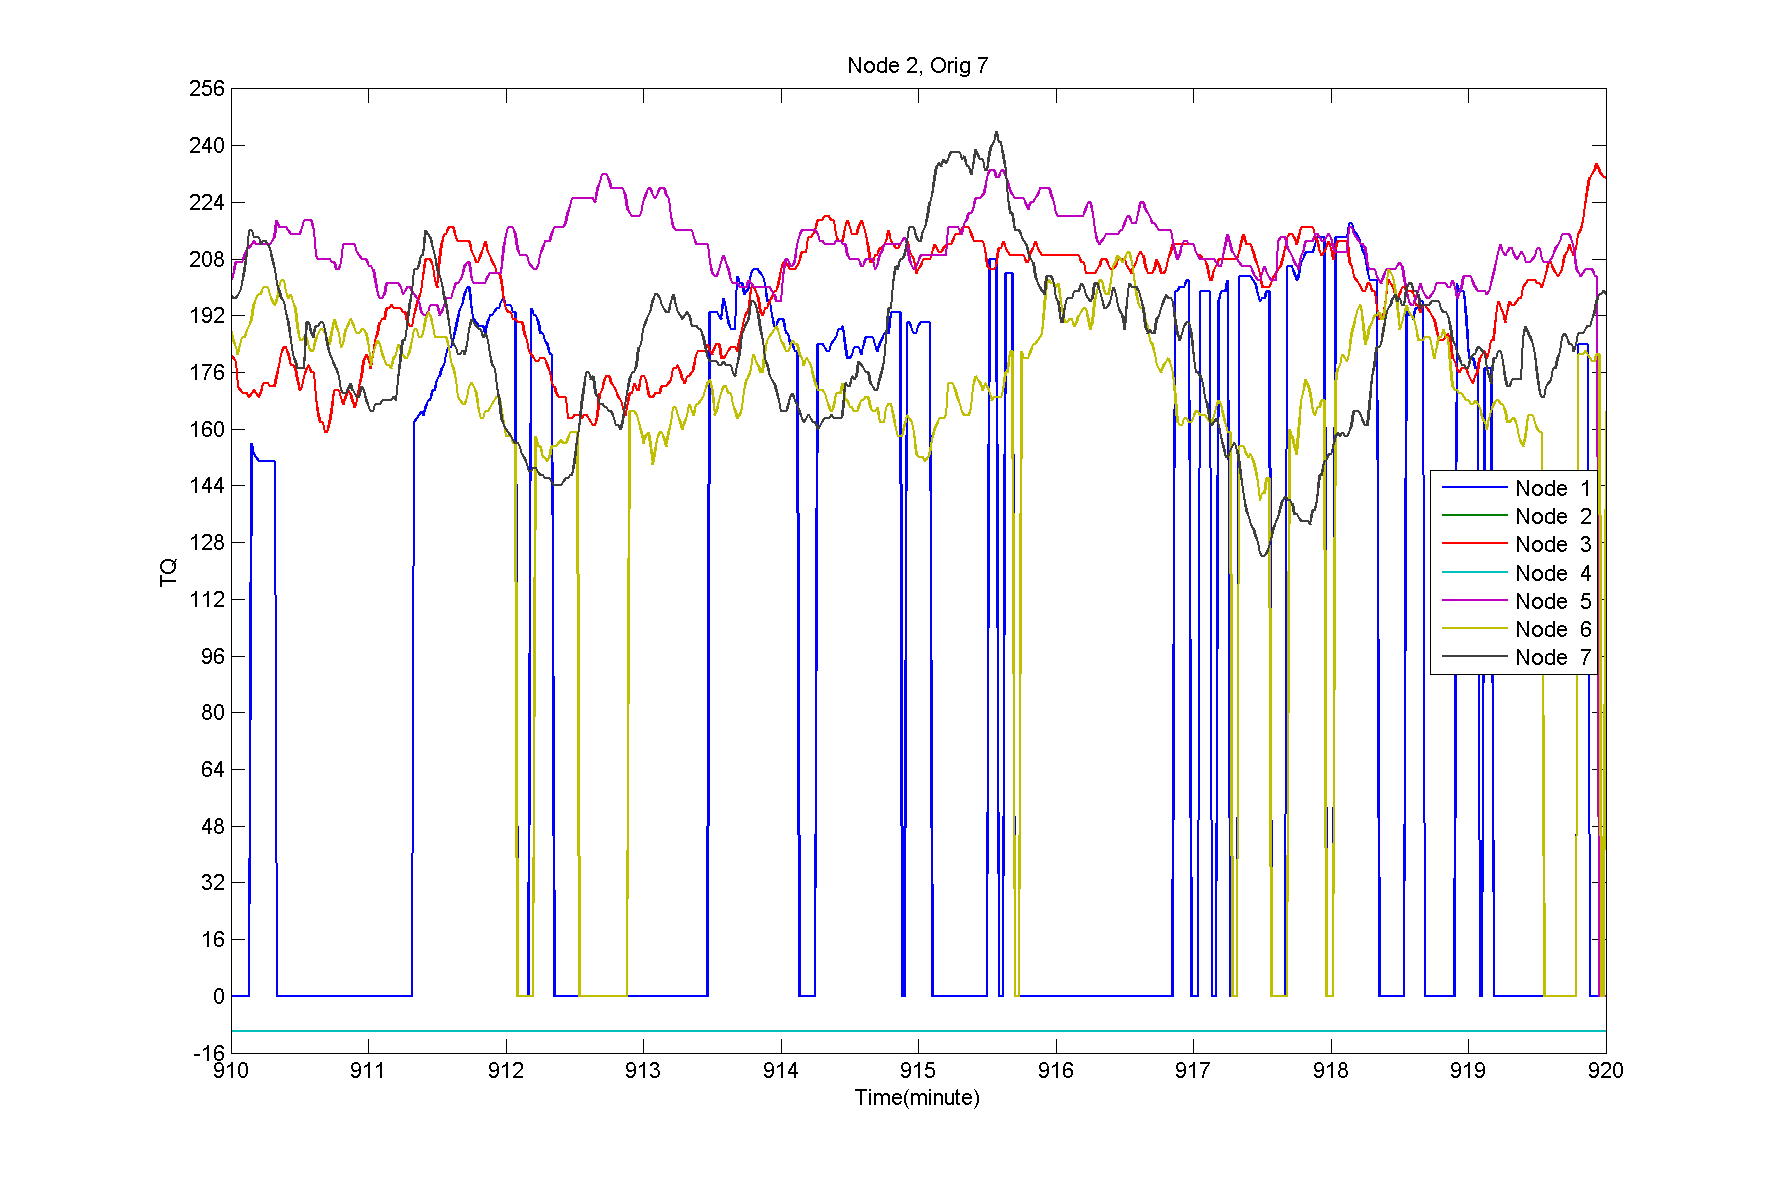 Node 2, Orig 7
256
240
224
208
192
176
160
144
128
112
96
80
64
48
32
16
0
-16
TQ
910 911 912 913 914 915 916 917 918 919 920
Time(minute)
Node 1
Node 2
Node 3
Node 4
Node 5
Node 6
Node 7